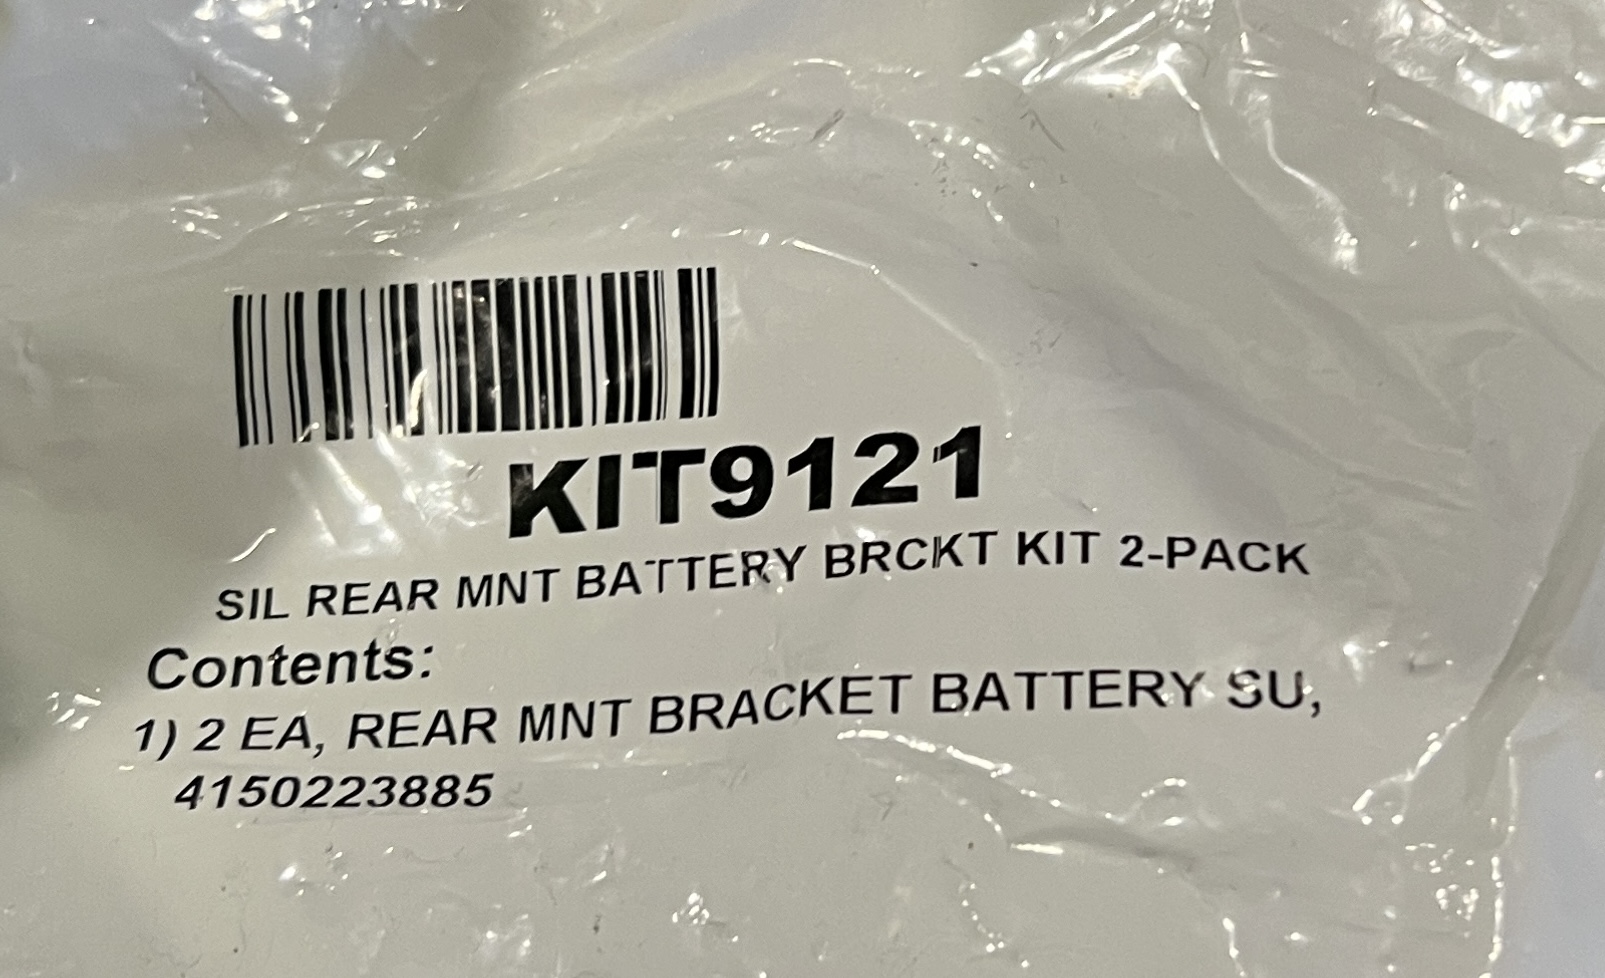 KIT9121
SIL REAR MNT BATTERY BRCKT KIT 2-PACK
Contents:
1) 2 EA, REAR MNT BRACKET BATTERY SU,
4150223885